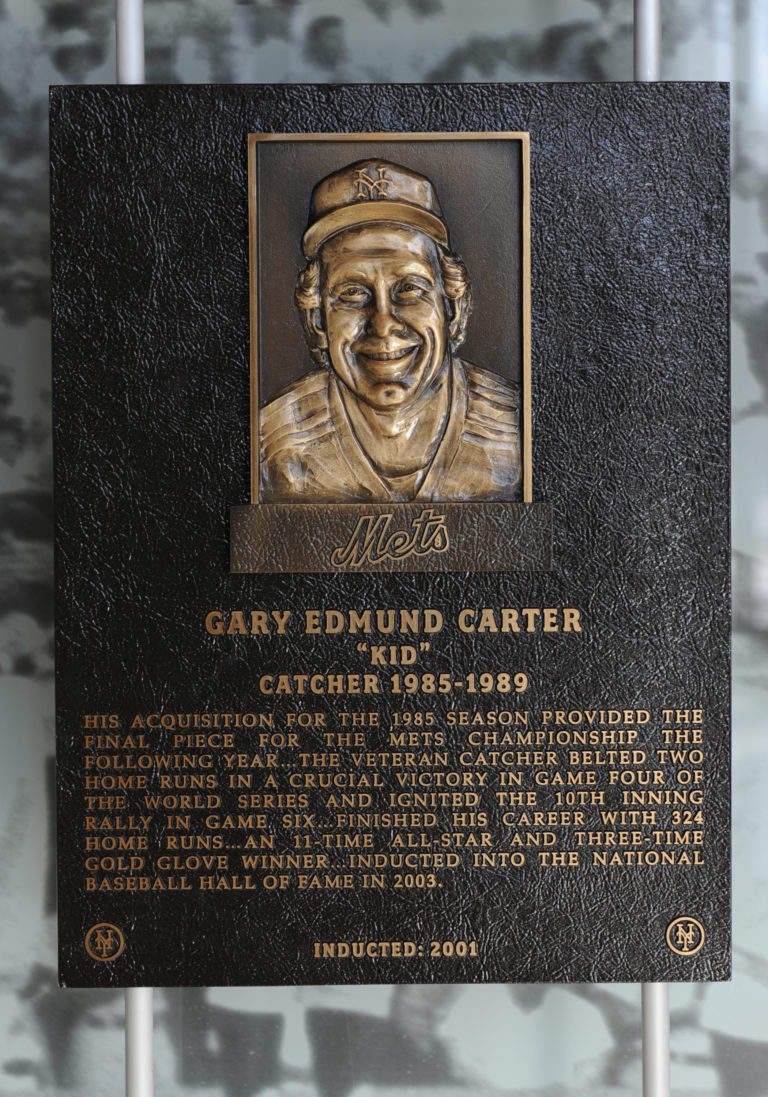 NY
Mets
GARY EDMUND CARTER
"KID"
CATCHER 1985-1989
HIS ACQUISITION FOR THE 1985 SEASON PROVIDED THE
FINAL PIECE FOR THE METS CHAMPIONSHIP THE
FOLLOWING YEAR...THE VETERAN CATCHER BELTED TWO
HOME RUNS IN A CRUCIAL VICTORY IN GAME FOUR OF
THE WORLD SERIES AND IGNITED THE 10TH INNING
RALLY IN GAME SIX...FINISHED HIS CAREER WITH 324
HOME RUNS...AN 11-TIME ALL-STAR AND THREE-TIME
GOLD GLOVE WINNER...INDUCTED INTO THE NATIONAL
BASEBALL HALL OF FAME IN 2003.
NY
INDUCTED: 2001
NY